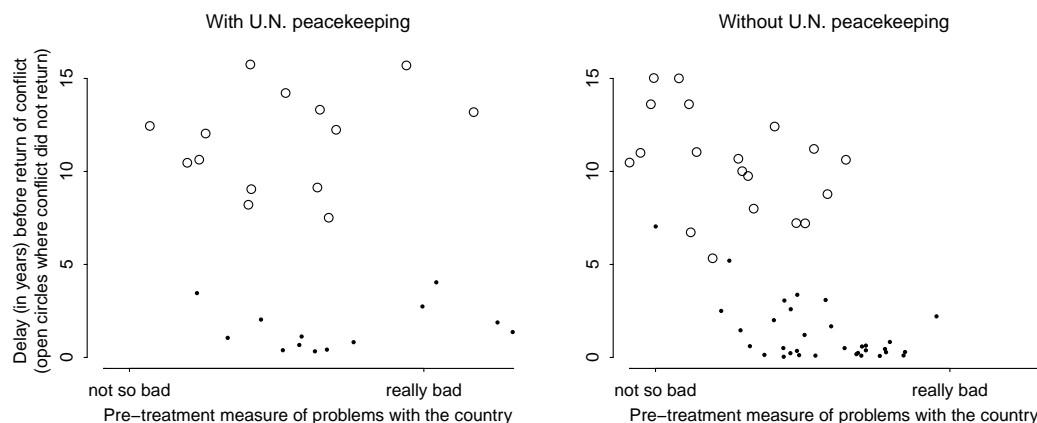 With U.N. peacekeeping
Delay (in years) before return of conflict
(open circles where conflict did not return)
15
10
5
0
not so bad
really bad
Pre−treatment measure of problems with the country
Without U.N. peacekeeping
15
10
5
0
not so bad
really bad
Pre−treatment measure of problems with the country